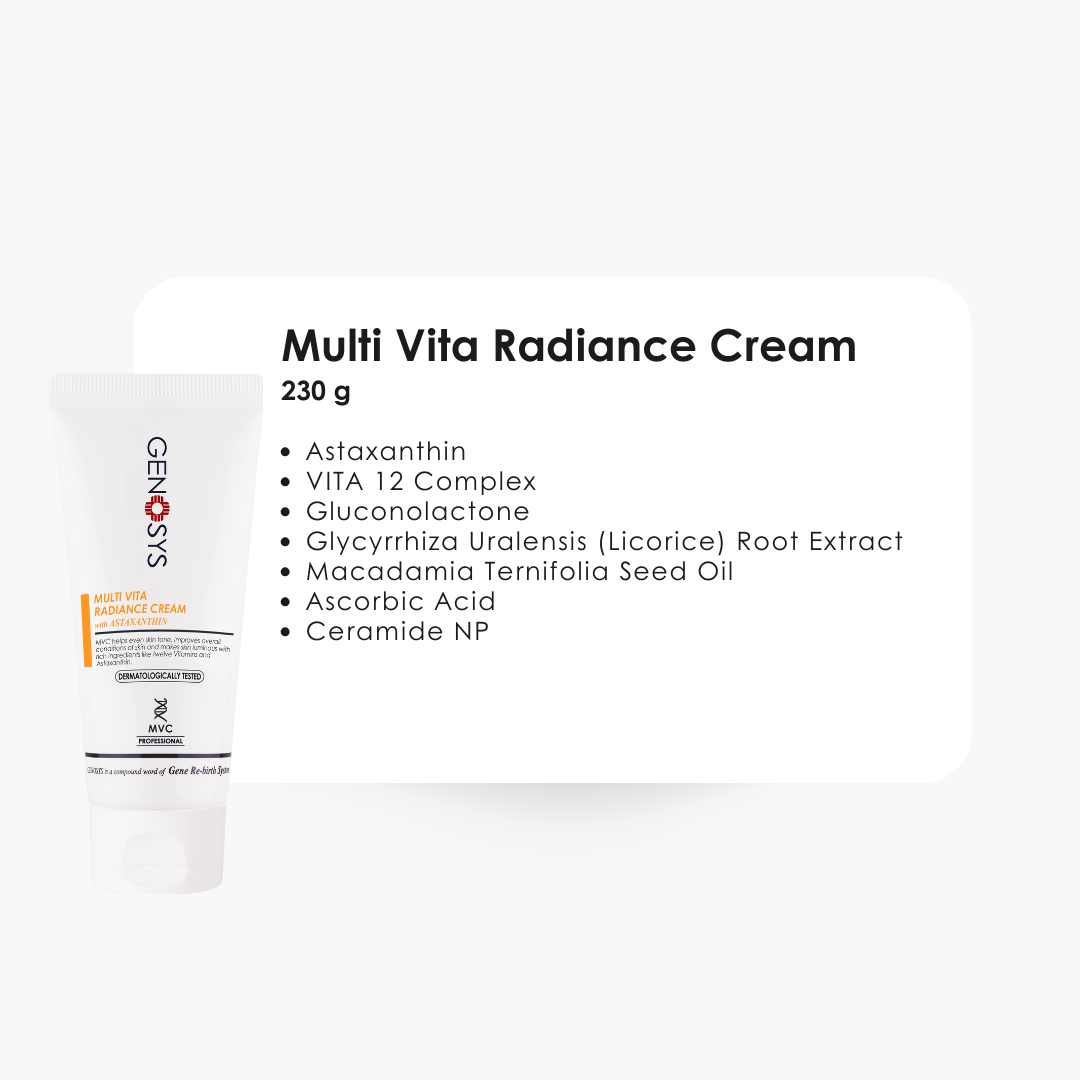 Multi Vita Radiance Cream
230 g
Astaxanthin
VITA 12 Complex
Gluconolactone
Glycyrrhiza Uralensis (Licorice) Root Extract
Macadamia Ternifolia Seed Oil
Ascorbic Acid
Ceramide NP
GENOSYS
MULTI VITA
RADIANCE CREAM
with ASTAXANTHIN
MVC helps even skin tone, improves overall
conditions of skin and makes skin luminous with
rich ingredients like twelve Vitamins and
Astaxanthin.
DERMATOLOGICALLY TESTED
MVC
PROFESSIONAL
GENOSYS is a compound word of Gene Re-birth System